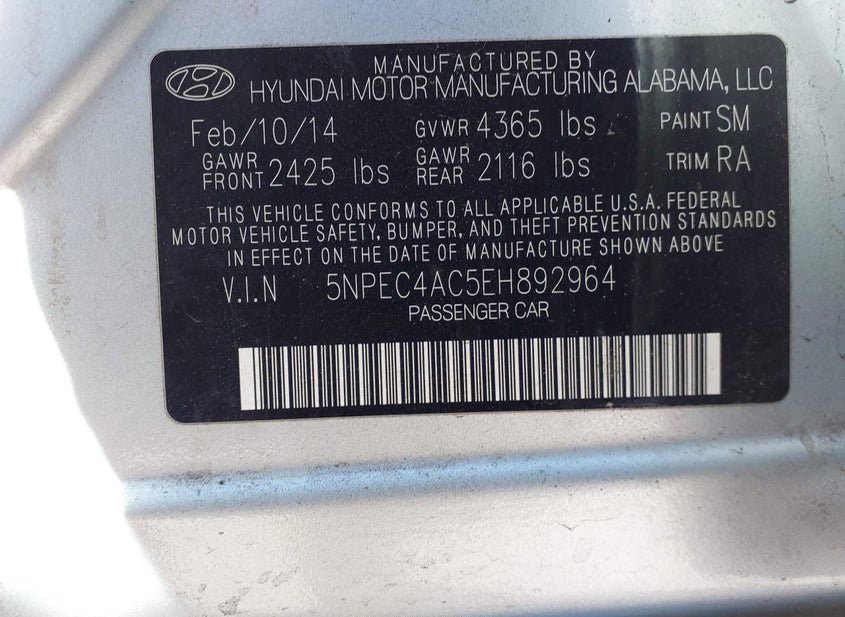 MANUFACTURED BY
HYUNDAI MOTOR MANUFACTURING ALABAMA, LLC
Feb/10/14 GVWR 4365 lbs PAINT SM
GAWR FRONT 2425 lbs GAWR REAR 2116 lbs TRIM RA
THIS VEHICLE CONFORMS TO ALL APPLICABLE U.S.A. FEDERAL
MOTOR VEHICLE SAFETY, BUMPER, AND THEFT PREVENTION STANDARDS
IN EFFECT ON THE DATE OF MANUFACTURE SHOWN ABOVE
V.I.N 5NPEC4AC5EH892964
PASSENGER CAR